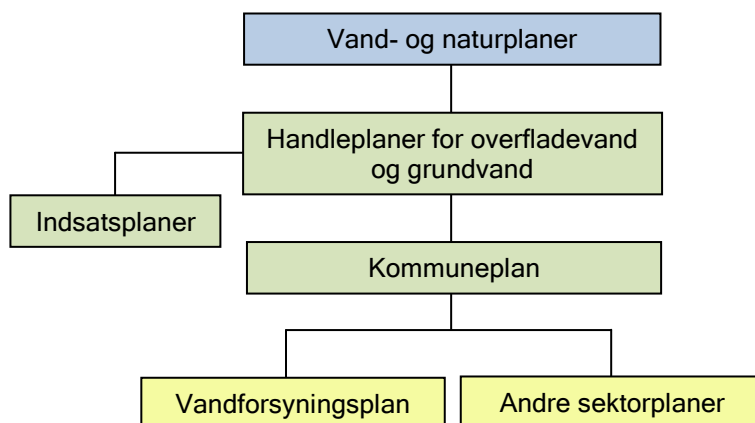 Vand- og naturplaner
Handleplaner for overfladevand
og grundvand
Indsatsplaner
Kommuneplan
Vandforsyningsplan
Andre sektorplaner